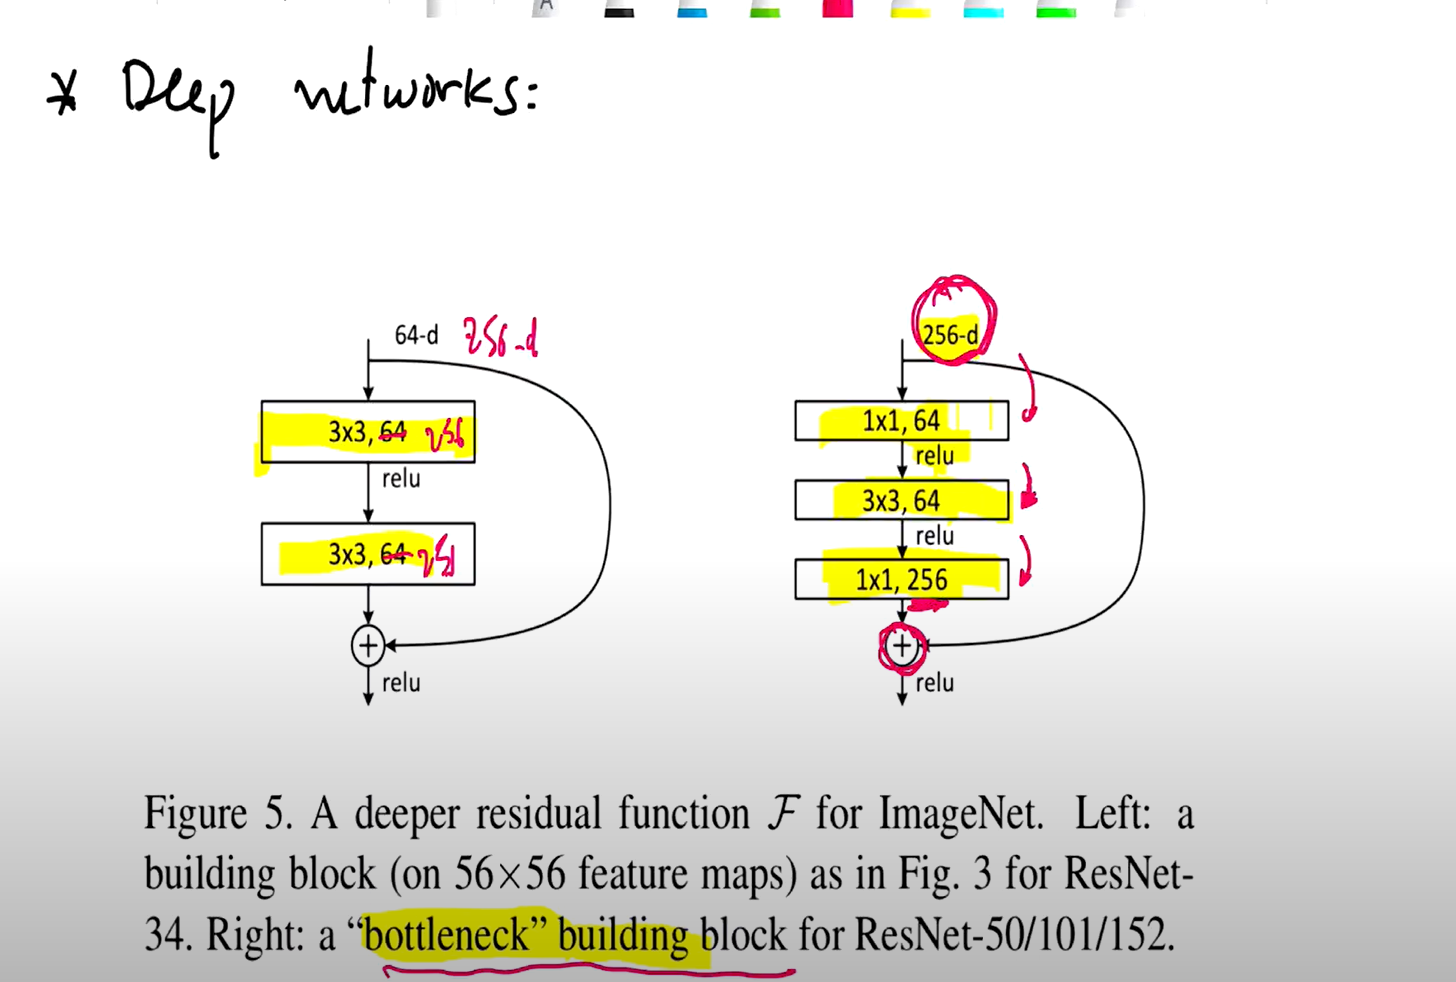 A
* Deep networks:
64-d 256-d
3x3, 64 256
relu
3x3, 64
relu
256-d
1x1, 64
relu
3x3, 64
relu
1x1, 256
relu
Figure 5. A deeper residual function F for ImageNet. Left: a
building block (on 56×56 feature maps) as in Fig. 3 for ResNet-
34. Right: a “bottleneck” building block for ResNet-50/101/152.